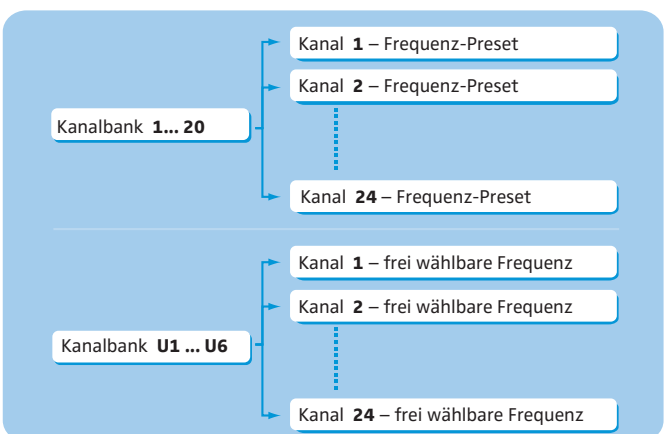 Kanal 1 – Frequenz-Preset
Kanal 2 – Frequenz-Preset
Kanalbank 1... 20
Kanal 24 – Frequenz-Preset
Kanal 1 – frei wählbare Frequenz
Kanal 2 – frei wählbare Frequenz
Kanalbank U1 ... U6
Kanal 24 – frei wählbare Frequenz